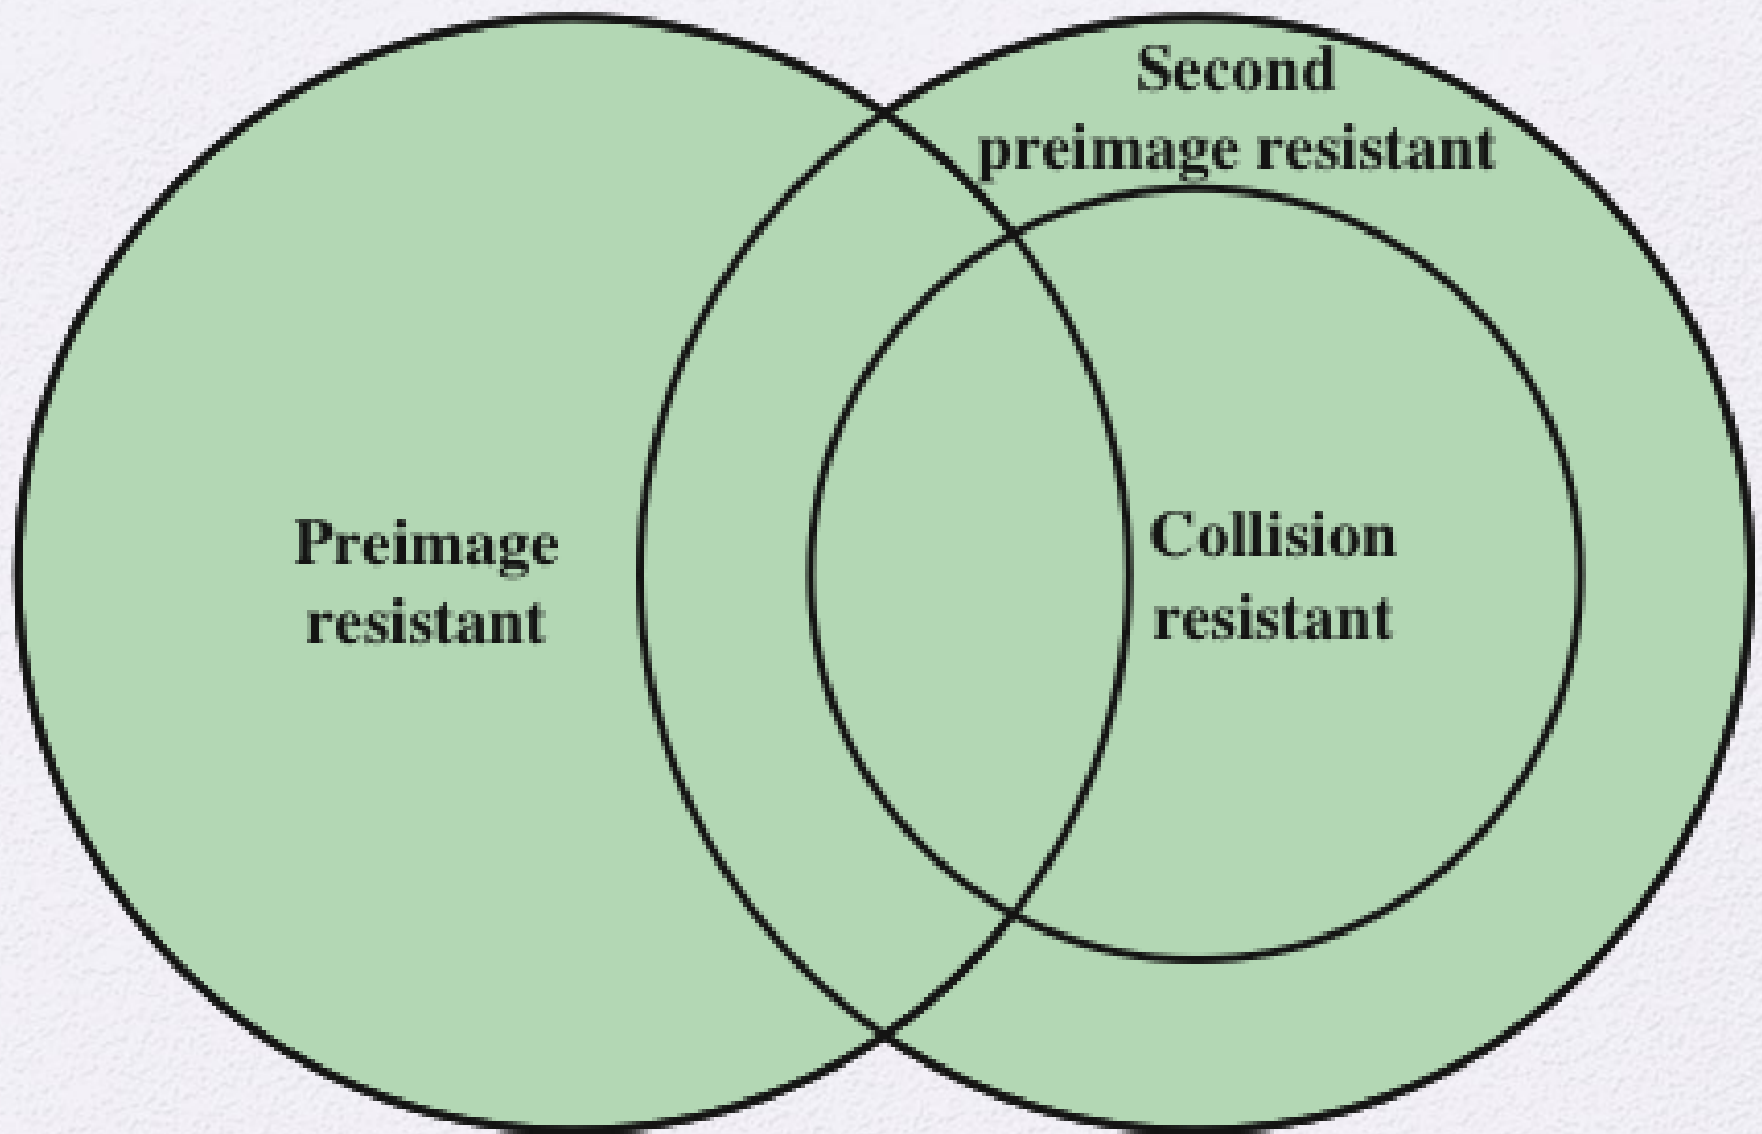 Second
preimage resistant
Preimage
resistant
Collision
resistant